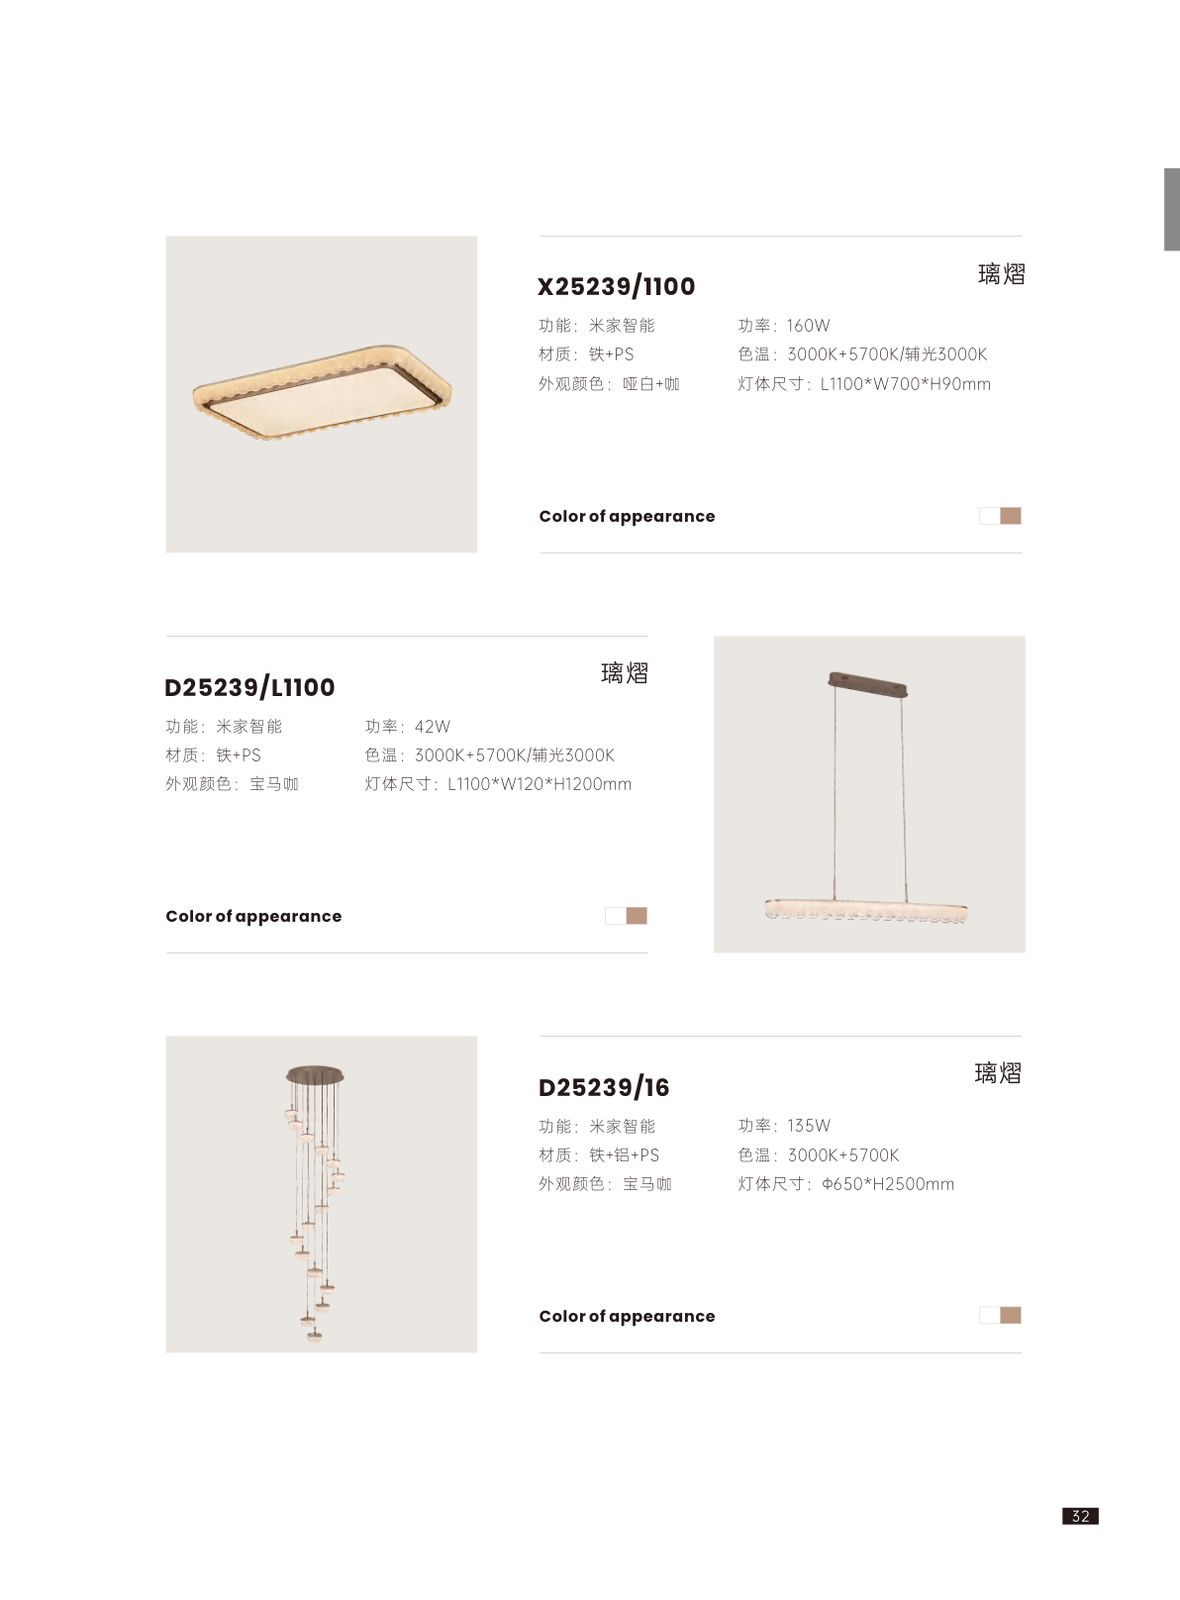 X25239/1100
璃熠
功能：米家智能
功率：160W
材质：铁+PS
色温：3000K+5700K/辅光3000K
外观颜色：哑白+咖
灯体尺寸：L1100*W700*H90mm
Color of appearance
D25239/L1100
璃熠
功能：米家智能
功率：42W
材质：铁+PS
色温：3000K+5700K/辅光3000K
外观颜色：宝马咖
灯体尺寸：L1100*W120*H1200mm
Color of appearance
D25239/16
璃熠
功能：米家智能
功率：135W
材质：铁+铝+PS
色温：3000K+5700K
外观颜色：宝马咖
灯体尺寸：Φ650*H2500mm
Color of appearance
32